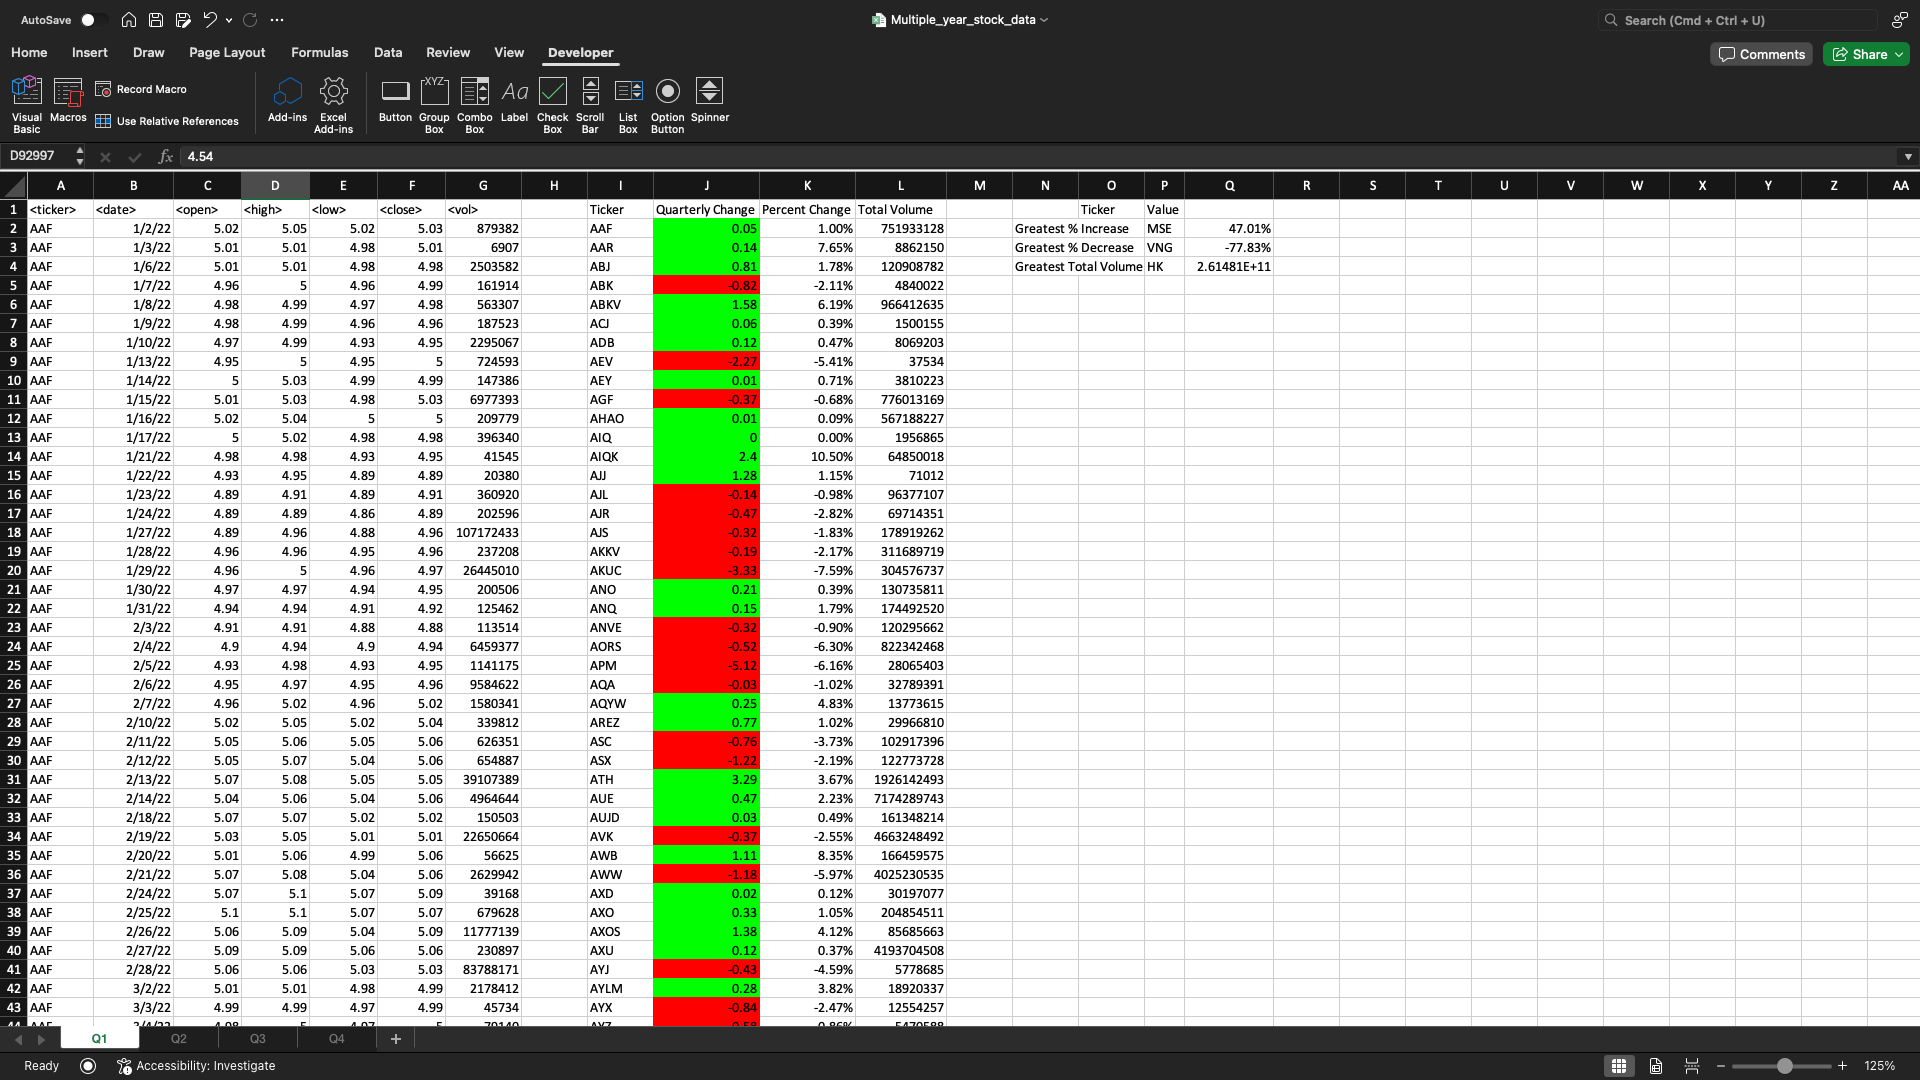 AutoSave
Multiple_year_stock_data
Search (Cmd + Ctrl + U)
Home Insert Draw Page Layout Formulas Data Review View Developer
Comments Share
Visual Basic Macros Record Macro Use Relative References Add-ins Excel Add-ins Button Group Box Combo Box Label Check Box Scroll Bar List Box Option Button Spinner
D92997 fx 4.54
A B C D E F G H I J K L M N O P Q R S T U V W X Y Z AA
1 <ticker> <date> <open> <high> <low> <close> <vol> Ticker Quarterly Change Percent Change Total Volume Ticker Value
2 AAF 1/2/22 5.02 5.05 5.02 5.03 879382 AAF 0.05 1.00% 751933128 Greatest % Increase MSE 47.01%
3 AAF 1/3/22 5.01 5.01 4.98 5.01 6907 AAR 0.14 7.65% 8862150 Greatest % Decrease VNG -77.83%
4 AAF 1/6/22 5.01 5.01 4.98 4.98 2503582 ABJ 0.81 1.78% 120908782 Greatest Total Volume HK 2.61481E+11
5 AAF 1/7/22 4.96 5 4.96 4.99 161914 ABK -0.82 -2.11% 4840022
6 AAF 1/8/22 4.98 4.99 4.97 4.98 563307 ABKV 1.58 6.19% 966412635
7 AAF 1/9/22 4.98 4.99 4.96 4.96 187523 ACJ 0.06 0.39% 1500155
8 AAF 1/10/22 4.97 4.99 4.93 4.95 2295067 ADB 0.12 0.47% 8069203
9 AAF 1/13/22 4.95 5 4.95 5 724593 AEV -2.27 -5.41% 37534
10 AAF 1/14/22 5 5.03 4.99 4.99 147386 AEY 0.01 0.71% 3810223
11 AAF 1/15/22 5.01 5.03 4.98 5.03 6977393 AGF -0.37 -0.68% 776013169
12 AAF 1/16/22 5.02 5.04 5 5 209779 AHAO 0.01 0.09% 567188227
13 AAF 1/17/22 5 5.02 4.98 4.98 396340 AIQ 0 0.00% 1956865
14 AAF 1/21/22 4.98 4.98 4.93 4.95 41545 AIQK 2.4 10.50% 64850018
15 AAF 1/22/22 4.93 4.95 4.89 4.89 20380 AJJ 1.28 1.15% 71012
16 AAF 1/23/22 4.89 4.91 4.89 4.91 360920 AJL -0.14 -0.98% 96377107
17 AAF 1/24/22 4.89 4.89 4.86 4.89 202596 AJR -0.47 -2.82% 69714351
18 AAF 1/27/22 4.89 4.96 4.88 4.96 107172433 AJS -0.32 -1.83% 178919262
19 AAF 1/28/22 4.96 4.96 4.95 4.96 237208 AKKV -0.19 -2.17% 311689719
20 AAF 1/29/22 4.96 5 4.96 4.97 26445010 AKUC -3.33 -7.59% 304576737
21 AAF 1/30/22 4.97 4.97 4.94 4.95 200506 ANO 0.21 0.39% 130735811
22 AAF 1/31/22 4.94 4.94 4.91 4.92 125462 ANQ 0.15 1.79% 174492520
23 AAF 2/3/22 4.91 4.91 4.88 4.88 113514 ANVE -0.32 -0.90% 120295662
24 AAF 2/4/22 4.9 4.94 4.9 4.94 6459377 AORS -0.52 -6.30% 822342468
25 AAF 2/5/22 4.93 4.98 4.93 4.95 1141175 APM -5.12 -6.16% 28065403
26 AAF 2/6/22 4.95 4.97 4.95 4.96 9584622 AQA -0.03 -1.02% 32789391
27 AAF 2/7/22 4.96 5.02 4.96 5.02 1580341 AQYW 0.25 4.83% 13773615
28 AAF 2/10/22 5.02 5.05 5.02 5.04 339812 AREZ 0.77 1.02% 29966810
29 AAF 2/11/22 5.05 5.06 5.05 5.06 626351 ASC -0.76 -3.73% 102917396
30 AAF 2/12/22 5.05 5.07 5.04 5.06 654887 ASX -1.22 -2.19% 122773728
31 AAF 2/13/22 5.07 5.08 5.05 5.05 39107389 ATH 3.29 3.67% 1926142493
32 AAF 2/14/22 5.04 5.06 5.04 5.06 4964644 AUE 0.47 2.23% 7174289743
33 AAF 2/18/22 5.07 5.07 5.02 5.02 150503 AUJD 0.03 0.49% 161348214
34 AAF 2/19/22 5.03 5.05 5.01 5.01 22650664 AVK -0.37 -2.55% 4663248492
35 AAF 2/20/22 5.01 5.06 4.99 5.06 56625 AWB 1.11 8.35% 166459575
36 AAF 2/21/22 5.07 5.08 5.04 5.06 2629942 AWW -1.18 -5.97% 4025230535
37 AAF 2/24/22 5.07 5.1 5.07 5.09 39168 AXD 0.02 0.12% 30197077
38 AAF 2/25/22 5.1 5.1 5.07 5.07 679628 AXO 0.33 1.05% 204854511
39 AAF 2/26/22 5.06 5.09 5.04 5.09 11777139 AXOS 1.38 4.12% 85685663
40 AAF 2/27/22 5.09 5.09 5.06 5.06 230897 AXU 0.12 0.37% 4193704508
41 AAF 2/28/22 5.06 5.06 5.03 5.03 83788171 AYJ -0.43 -4.59% 5778685
42 AAF 3/2/22 5.01 5.01 4.98 4.99 2178412 AYLM 0.28 3.82% 18920337
43 AAF 3/3/22 4.99 4.99 4.97 4.99 45734 AYX -0.84 -2.47% 12554257
Q1 Q2 Q3 Q4 +
Ready Accessibility: Investigate 125%